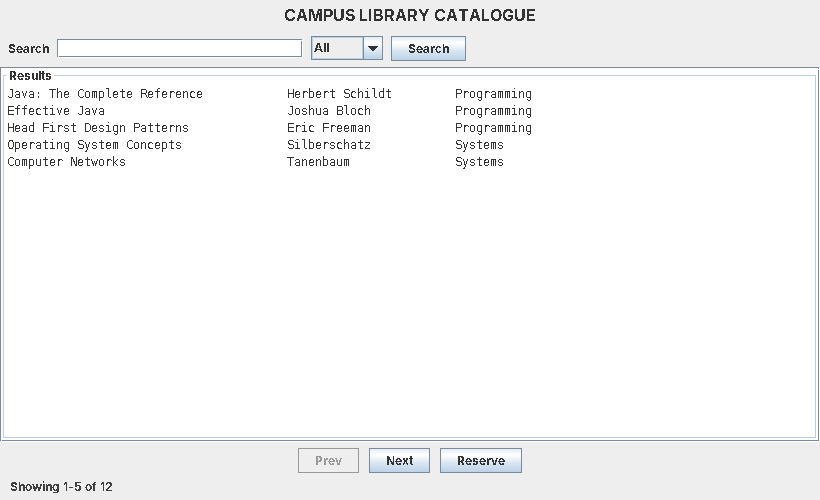 CAMPUS LIBRARY CATALOGUE
Search All Search
Results
Java: The Complete Reference Herbert Schildt Programming
Effective Java Joshua Bloch Programming
Head First Design Patterns Eric Freeman Programming
Operating System Concepts Silberschatz Systems
Computer Networks Tanenbaum Systems
Prev Next Reserve
Showing 1-5 of 12